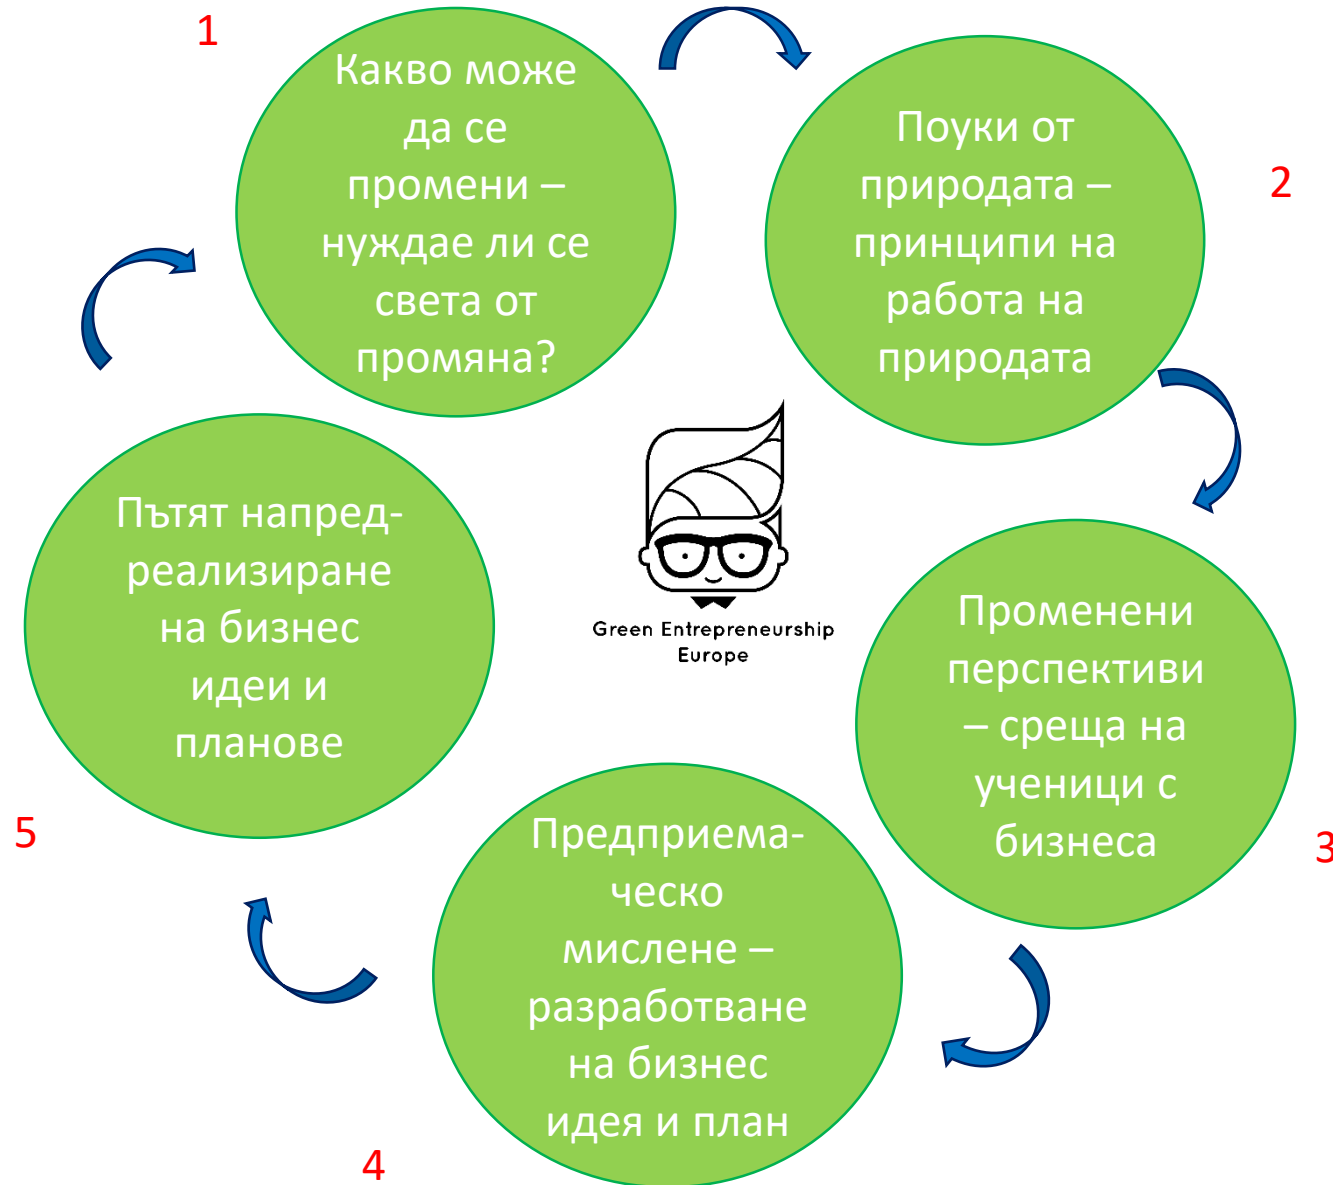 1
Какво може
да се
промени –
нуждае ли се
света от
промяна?
Поуки от
природата –
принципи на
работа на
природата
2
Променени
перспективи
– среща на
ученици с
бизнеса
3
Предприема-
ческо
мислене –
разработване
на бизнес
идея и план
4
Пътят напред-
реализиране
на бизнес
идеи и
планове
5
Green Entrepreneurship
Europe